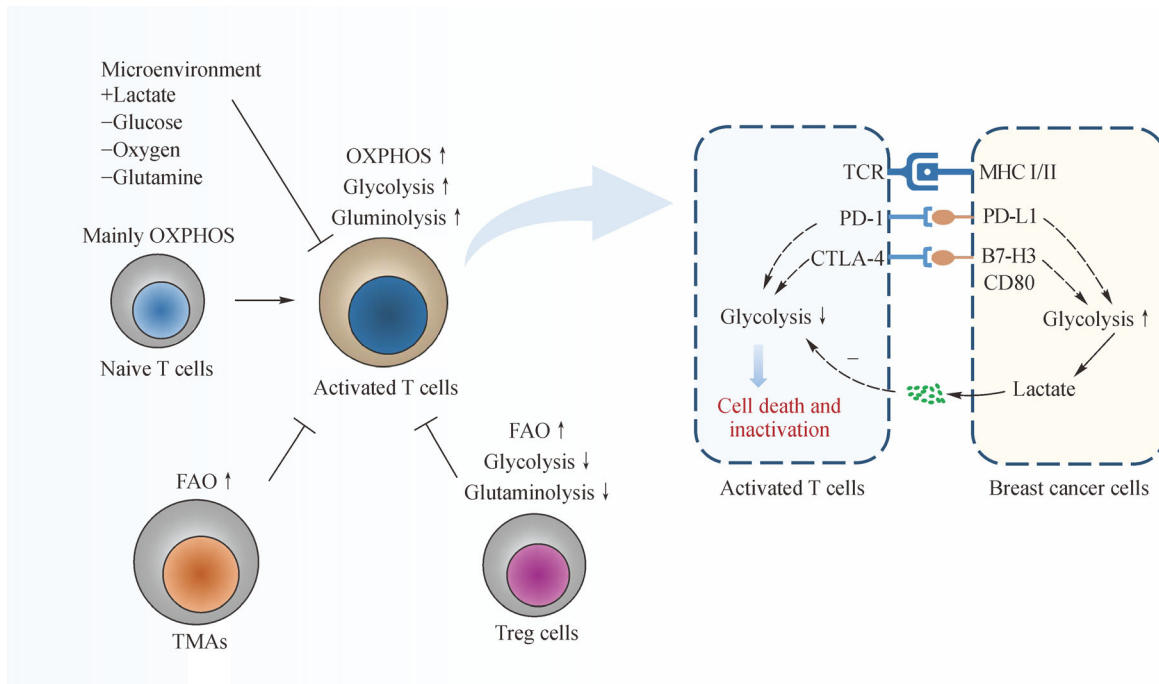 Microenvironment
+Lactate
−Glucose
−Oxygen
−Glutamine
OXPHOS ↑
Glycolysis ↑
Gluminolysis ↑
Mainly OXPHOS
Naive T cells
Activated T cells
FAO ↑
TMAs
FAO ↑
Glycolysis ↓
Glutaminolysis ↓
Treg cells
TCR
MHC I/II
PD-1
PD-L1
CTLA-4
B7-H3
CD80
Glycolysis ↓
Glycolysis ↑
−
Lactate
Cell death and
inactivation
Activated T cells
Breast cancer cells